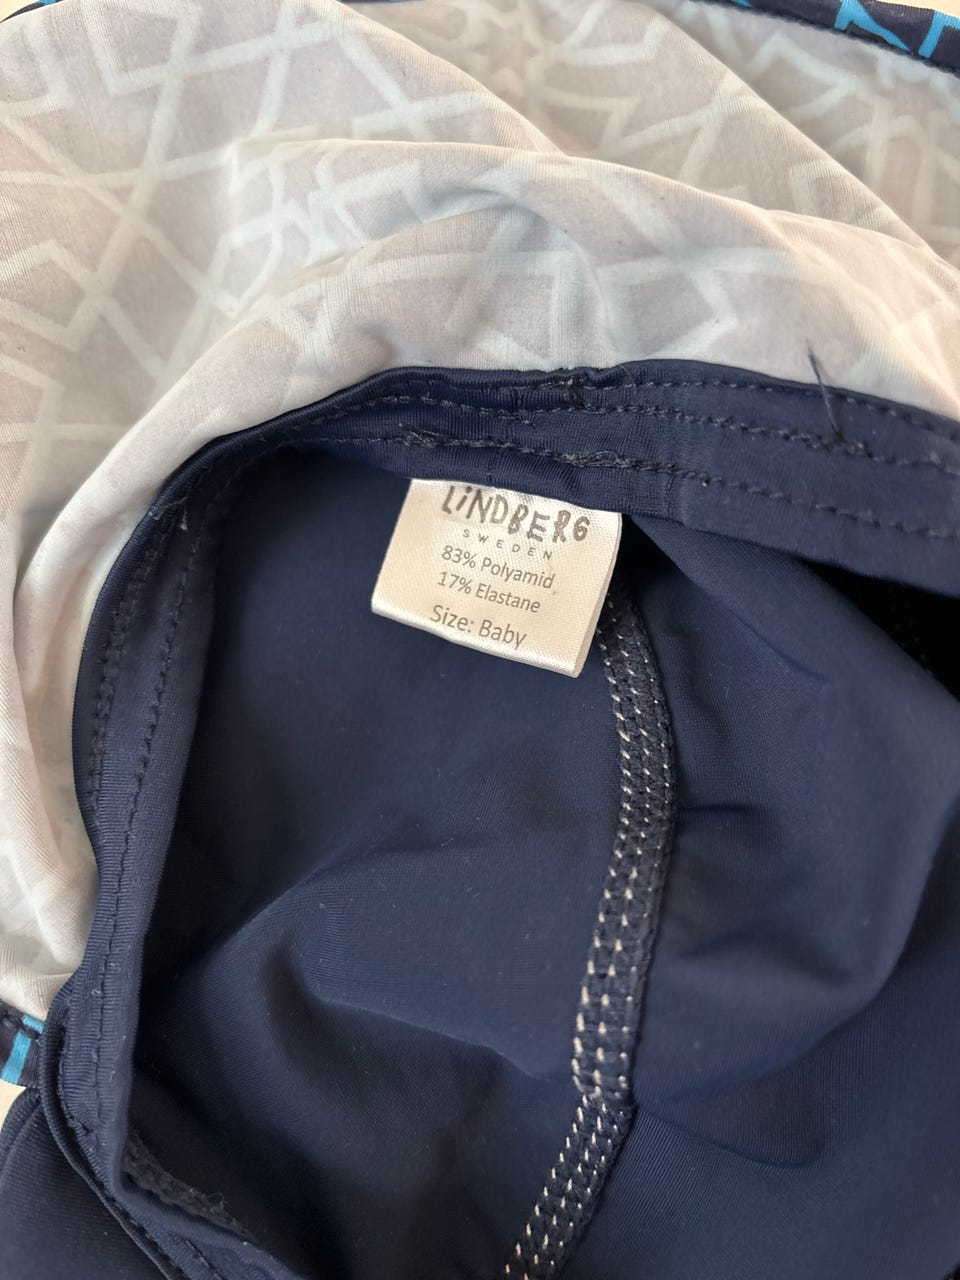 LiNDBERG
SWEDEN
83% Polyamid
17% Elastane
Size: Baby